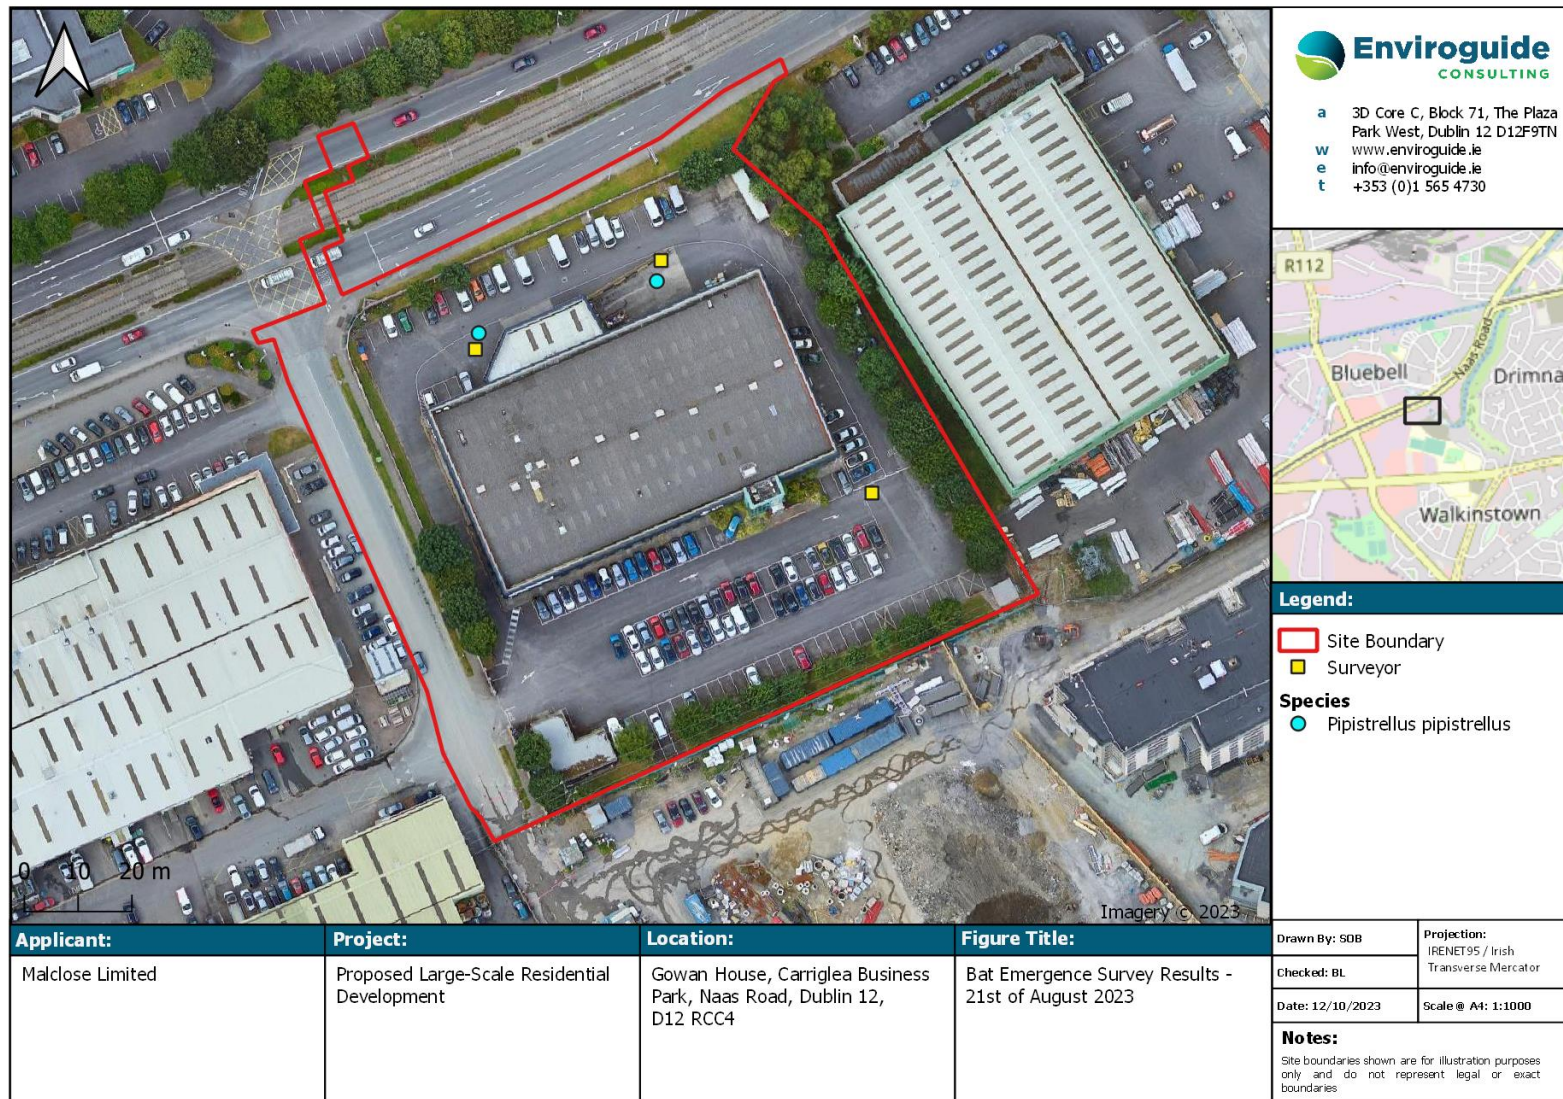 Enviroguide
CONSULTING
a 3D Core C, Block 71, The Plaza
Park West, Dublin 12 D12F9TN
w www.enviroguide.ie
e info@enviroguide.ie
t +353 (0)1 565 4730
R112
Naas Road
Bluebell
Drimna
Walkinstown
Legend:
Site Boundary
Surveyor
Species
Pipistrellus pipistrellus
0 10 20 m
Imagery © 2023
Applicant:
Malclose Limited
Project:
Proposed Large-Scale Residential
Development
Location:
Gowan House, Carriglea Business
Park, Naas Road, Dublin 12,
D12 RCC4
Figure Title:
Bat Emergence Survey Results -
21st of August 2023
Drawn By: SOB
Checked: BL
Date: 12/10/2023
Projection:
IRENET95 / Irish
Transverse Mercator
Scale @ A4: 1:1000
Notes:
Site boundaries shown are for illustration purposes
only and do not represent legal or exact
boundaries